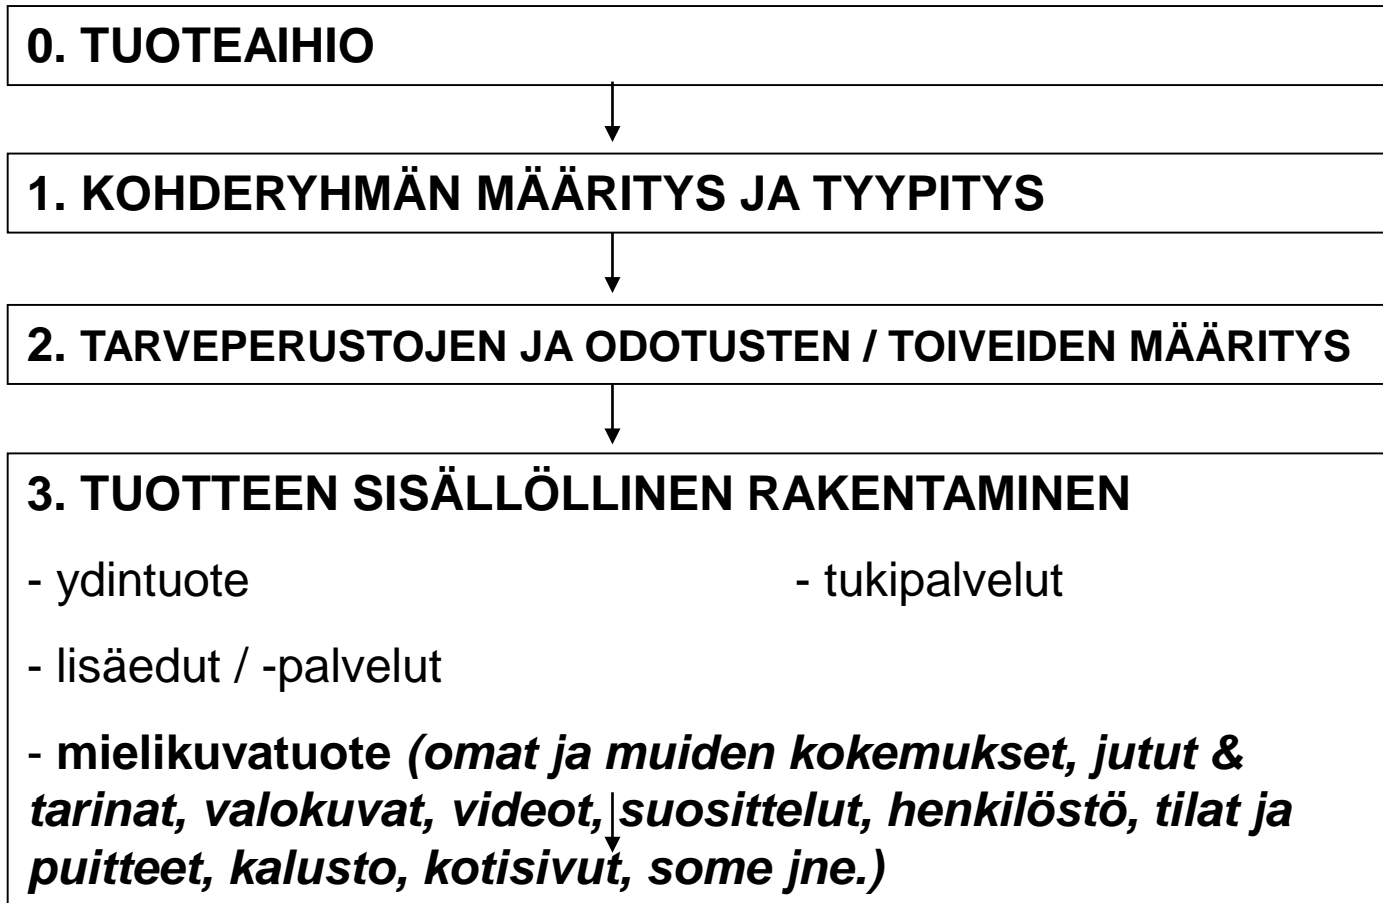 0. TUOTEAIHIO
1. KOHDERYHMÄN MÄÄRITYS JA TYYPITYS
2. TARVEPERUSTOJEN JA ODOTUSTEN / TOIVEIDEN MÄÄRITYS
3. TUOTTEEN SISÄLLÖLLINEN RAKENTAMINEN
- ydintuote - tukipalvelut
- lisäedut / -palvelut
- mielikuvatuote (omat ja muiden kokemukset, jutut &
tarinat, valokuvat, videot, suosittelut, henkilöstö, tilat ja
puitteet, kalusto, kotisivut, some jne.)